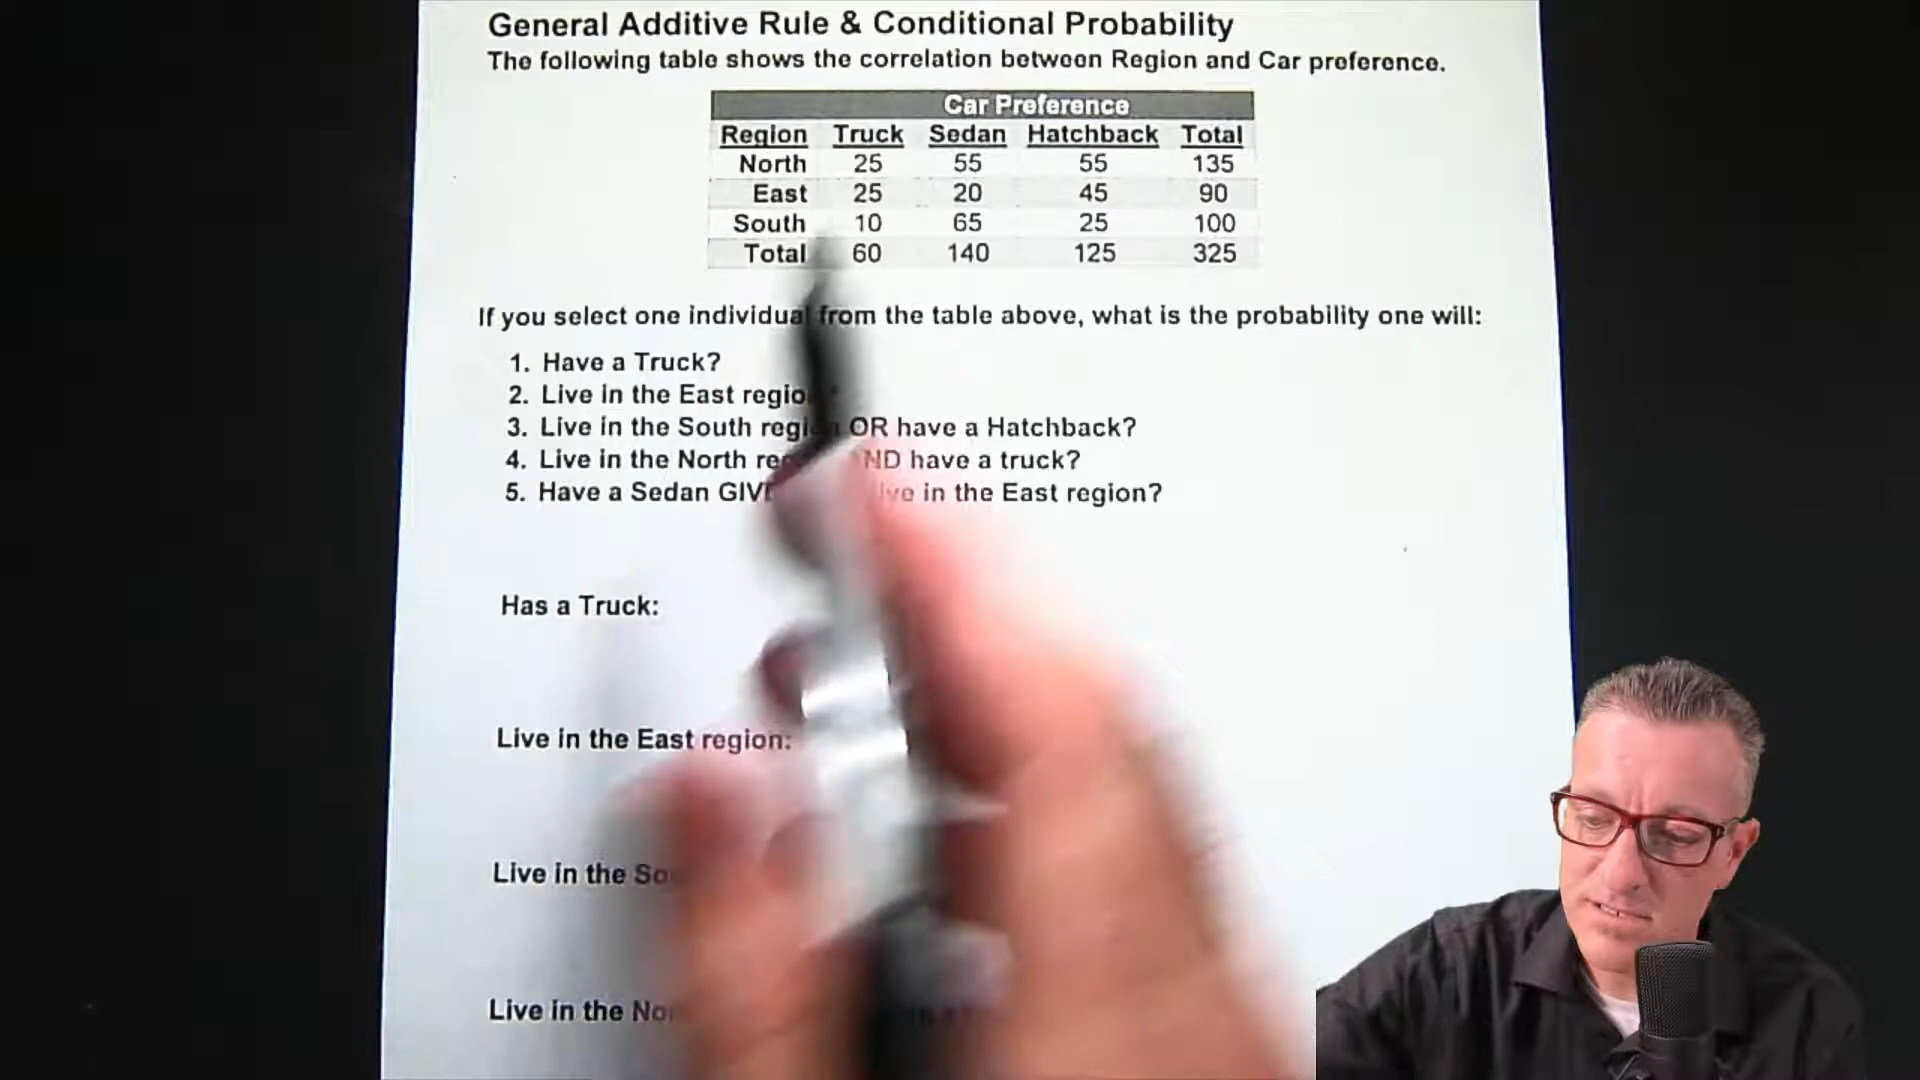 General Additive Rule & Conditional Probability
The following table shows the correlation between Region and Car preference.
Car Preference
Region Truck Sedan Hatchback Total
North 25 55 55 135
East 25 20 45 90
South 10 65 25 100
Total 60 140 125 325
If you select one individual from the table above, what is the probability one will:
1. Have a Truck?
2. Live in the East
3. Live in the South OR have a Hatchback?
4. Live in the North have a truck?
5. Have a Sedan in the East region?
Has a Truck:
Live in the East region:
Live in the
Live in the